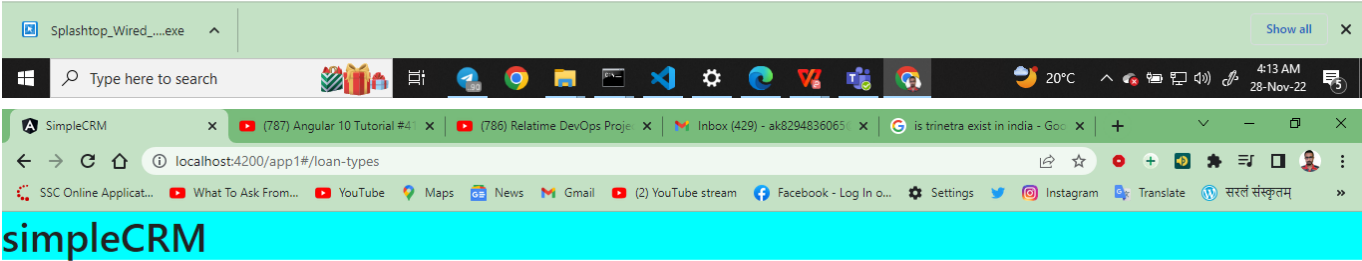 Splashtop_Wired_....exe
Show all
Type here to search
20°C
4:13 AM
28-Nov-22
5
SimpleCRM
(787) Angular 10 Tutorial #41
(786) Relatime DevOps Projec
Inbox (429) - ak8294836065@
is trinetra exist in india - Goo
localhost:4200/app1#/loan-types
SSC Online Applicat...
What To Ask From...
YouTube
Maps
News
Gmail
(2) YouTube stream
Facebook - Log In o...
Settings
Instagram
Translate
सरलं संस्कृतम्
simpleCRM